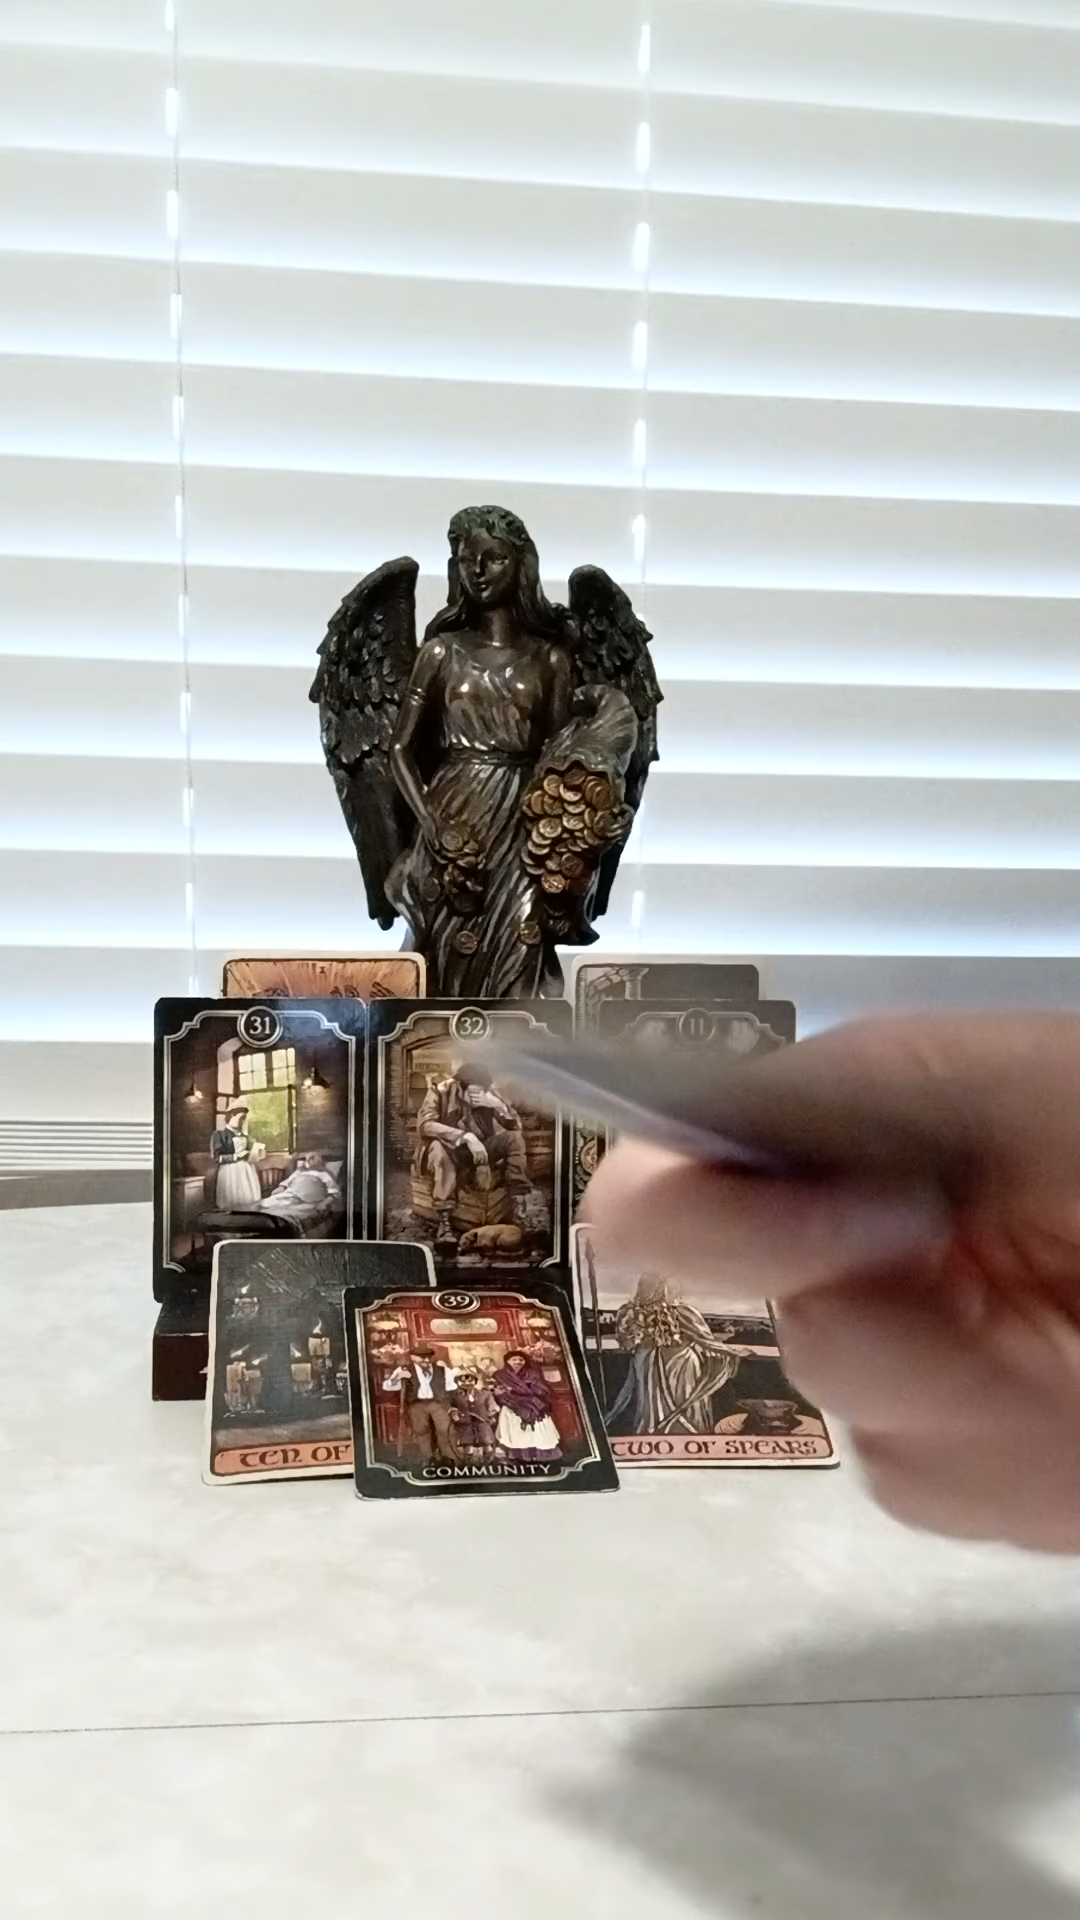 31
32
11
39
TEN OF
TWO OF SPEARS
COMMUNITY